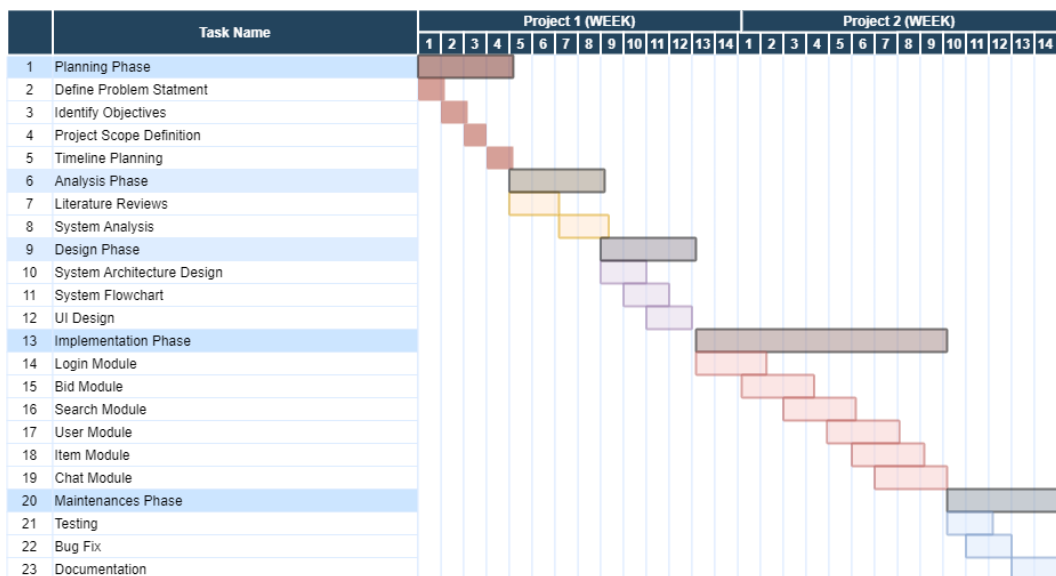 Task Name
Project 1 (WEEK) Project 2 (WEEK)
1 2 3 4 5 6 7 8 9 10 11 12 13 14 1 2 3 4 5 6 7 8 9 10 11 12 13 14
1 Planning Phase
2 Define Problem Statment
3 Identify Objectives
4 Project Scope Definition
5 Timeline Planning
6 Analysis Phase
7 Literature Reviews
8 System Analysis
9 Design Phase
10 System Architecture Design
11 System Flowchart
12 UI Design
13 Implementation Phase
14 Login Module
15 Bid Module
16 Search Module
17 User Module
18 Item Module
19 Chat Module
20 Maintenances Phase
21 Testing
22 Bug Fix
23 Documentation